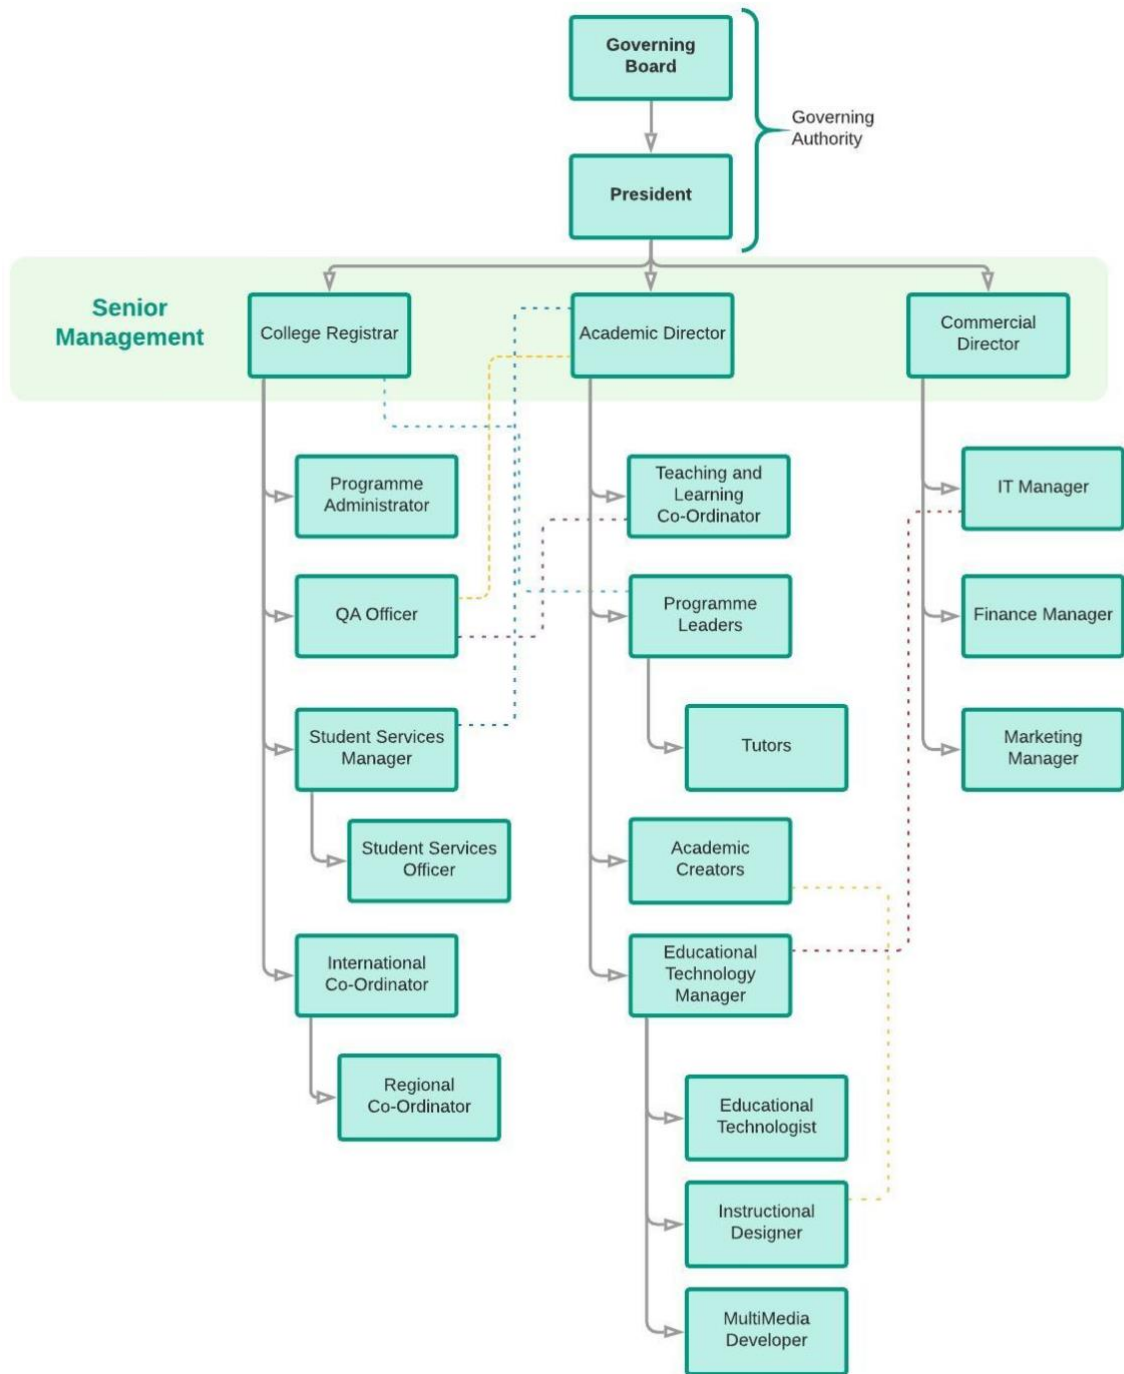 Governing
Board
Governing
Authority
President
Senior
Management
College Registrar
Academic Director
Commercial
Director
Programme
Administrator
QA Officer
Student Services
Manager
Student Services
Officer
International
Co-Ordinator
Regional
Co-Ordinator
Teaching and
Learning
Co-Ordinator
Programme
Leaders
Tutors
Academic
Creators
Educational
Technology
Manager
Educational
Technologist
Instructional
Designer
MultiMedia
Developer
IT Manager
Finance Manager
Marketing
Manager